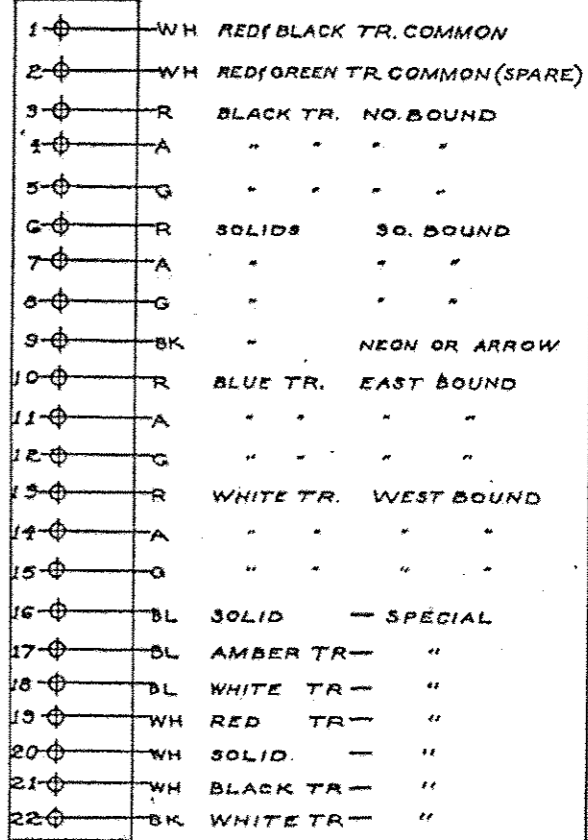 1 WH RED/BLACK TR. COMMON
2 WH RED/GREEN TR. COMMON (SPARE)
3 R BLACK TR. NO. BOUND
4 A " " " "
5 G " " " "
6 R SOLIDS SO. BOUND
7 A " " "
8 G " " "
9 BK " NEON OR ARROW
10 R BLUE TR. EAST BOUND
11 A " " " "
12 G " " " "
13 R WHITE TR. WEST BOUND
14 A " " " "
15 G " " " "
16 BL SOLID — SPECIAL
17 BL AMBER TR — "
18 BL WHITE TR — "
19 WH RED TR — "
20 WH SOLID. — "
21 WH BLACK TR — "
22 BK WHITE TR — "